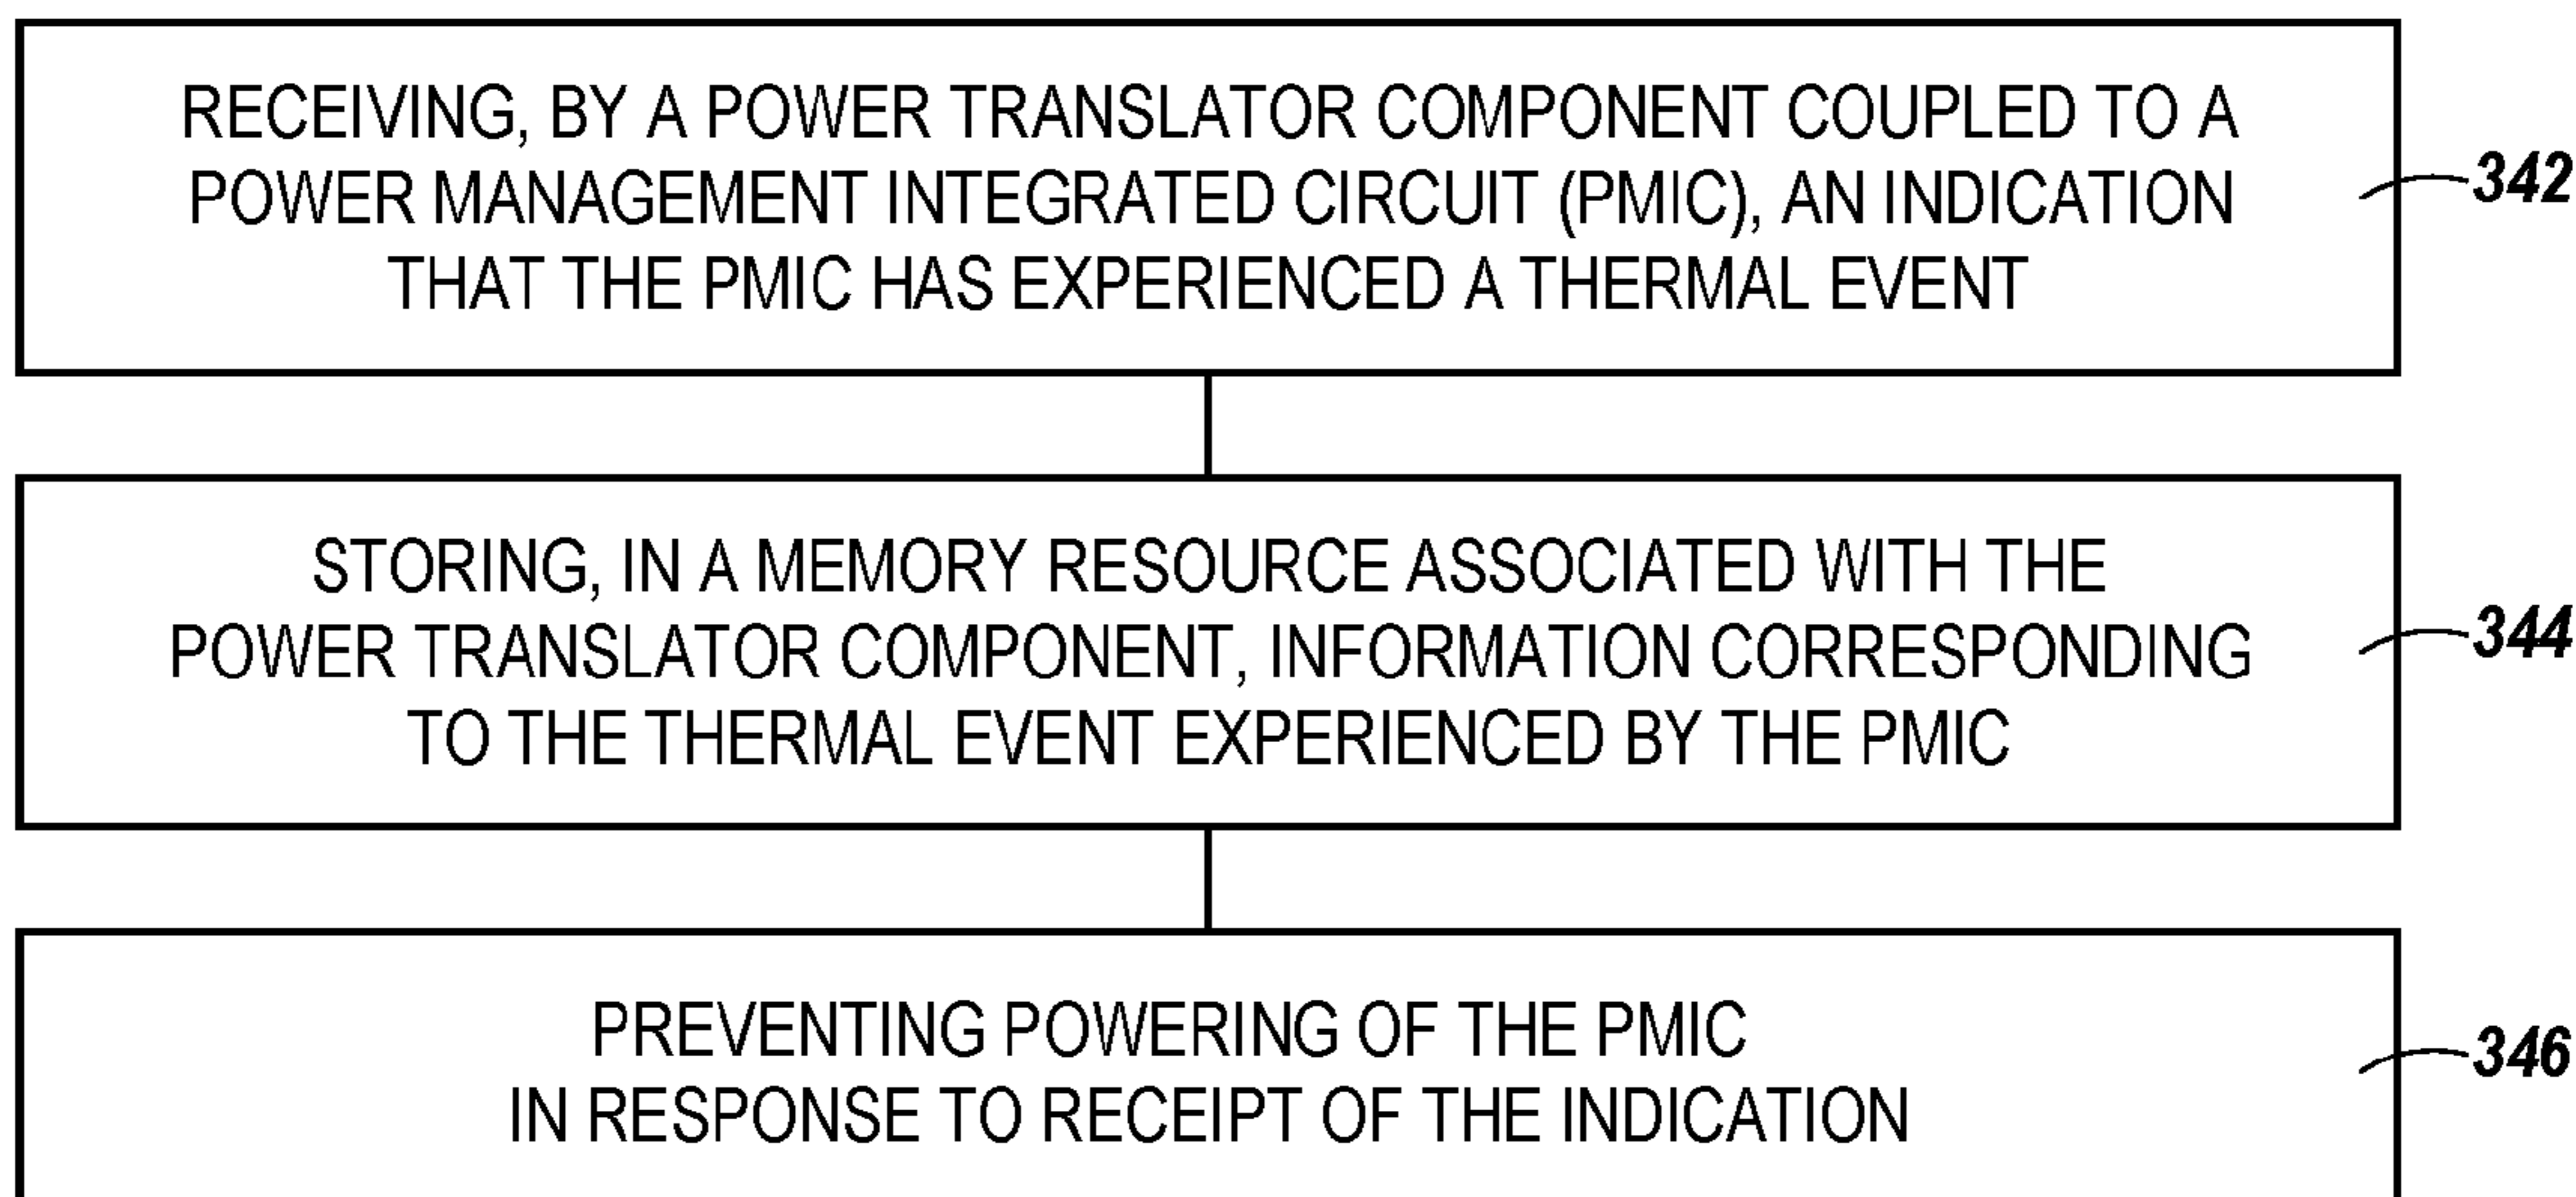 RECEIVING, BY A POWER TRANSLATOR COMPONENT COUPLED TO A
POWER MANAGEMENT INTEGRATED CIRCUIT (PMIC), AN INDICATION
THAT THE PMIC HAS EXPERIENCED A THERMAL EVENT
342
STORING, IN A MEMORY RESOURCE ASSOCIATED WITH THE
POWER TRANSLATOR COMPONENT, INFORMATION CORRESPONDING
TO THE THERMAL EVENT EXPERIENCED BY THE PMIC
344
PREVENTING POWERING OF THE PMIC
IN RESPONSE TO RECEIPT OF THE INDICATION
346